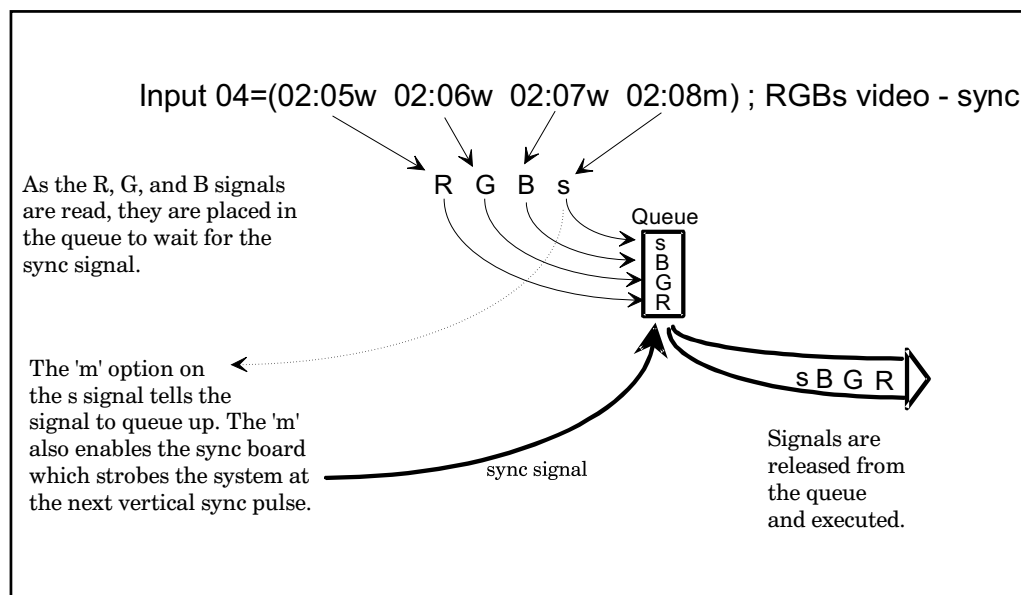 Input 04=(02:05w 02:06w 02:07w 02:08m) ; RGBs video - sync
R G B s
As the R, G, and B signals
are read, they are placed in
the queue to wait for the
sync signal.
Queue
s
B
G
R
The 'm' option on
the s signal tells the
signal to queue up. The 'm'
also enables the sync board
which strobes the system at
the next vertical sync pulse.
sync signal
s B G R
Signals are
released from
the queue
and executed.